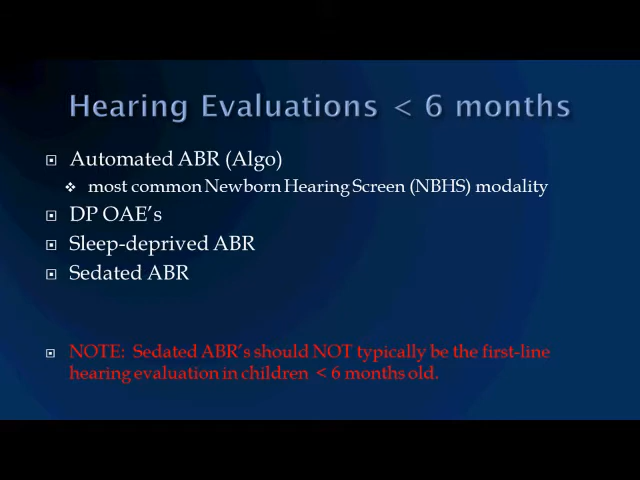 Hearing Evaluations < 6 months
Automated ABR (Algo)
most common Newborn Hearing Screen (NBHS) modality
DP OAE's
Sleep-deprived ABR
Sedated ABR
NOTE: Sedated ABR's should NOT typically be the first-line
hearing evaluation in children < 6 months old.